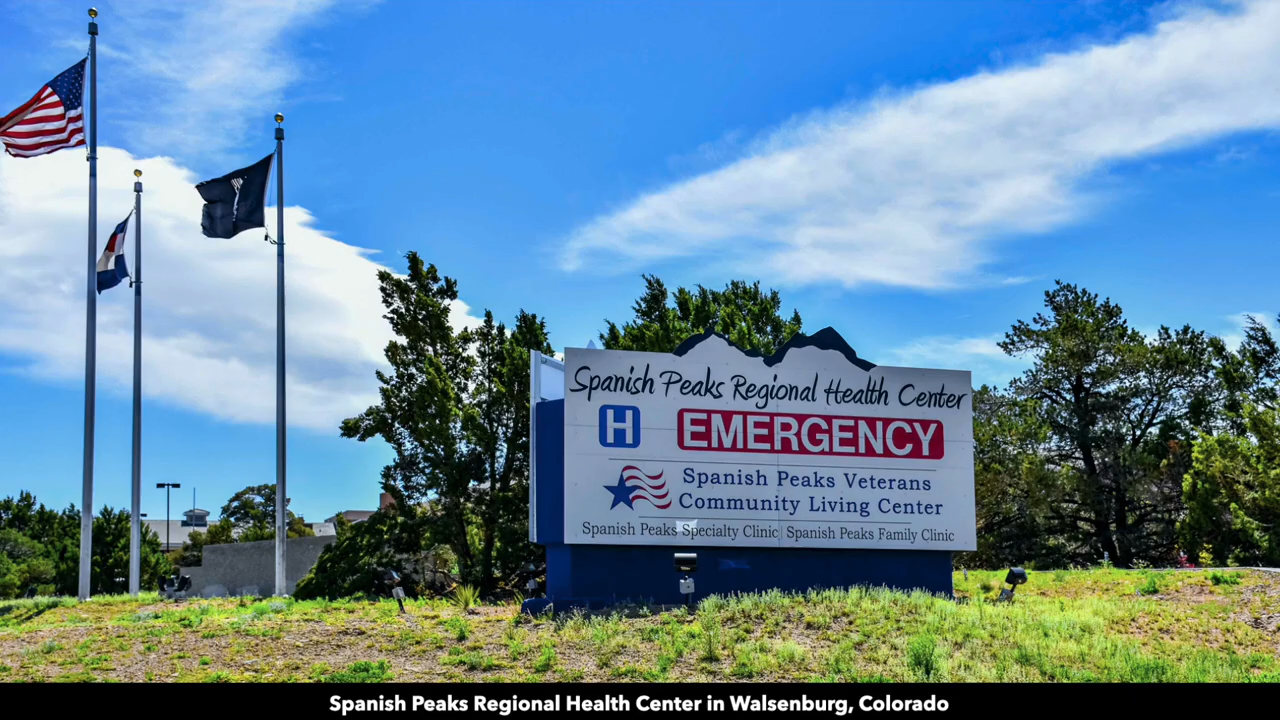 Spanish Peaks Regional Health Center
H EMERGENCY
Spanish Peaks Veterans
Community Living Center
Spanish Peaks Specialty Clinic | Spanish Peaks Family Clinic
Spanish Peaks Regional Health Center in Walsenburg, Colorado